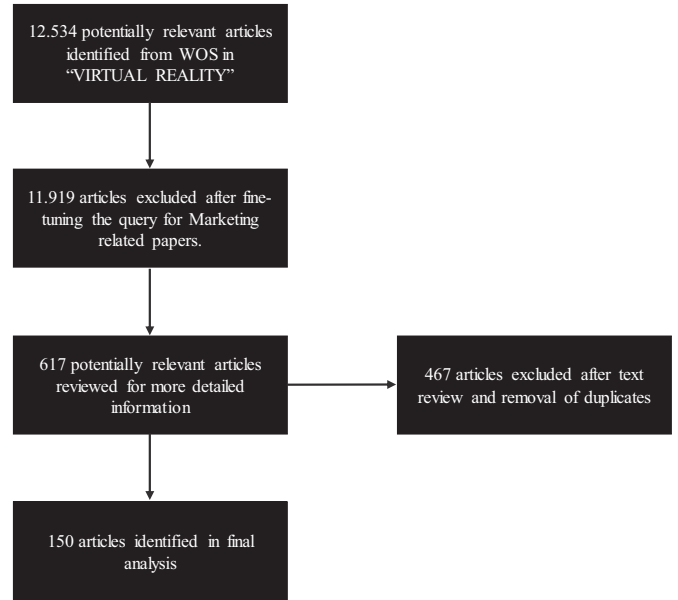 12.534 potentially relevant articles
identified from WOS in
“VIRTUAL REALITY”
11.919 articles excluded after fine-
tuning the query for Marketing
related papers.
617 potentially relevant articles
reviewed for more detailed
information
467 articles excluded after text
review and removal of duplicates
150 articles identified in final
analysis